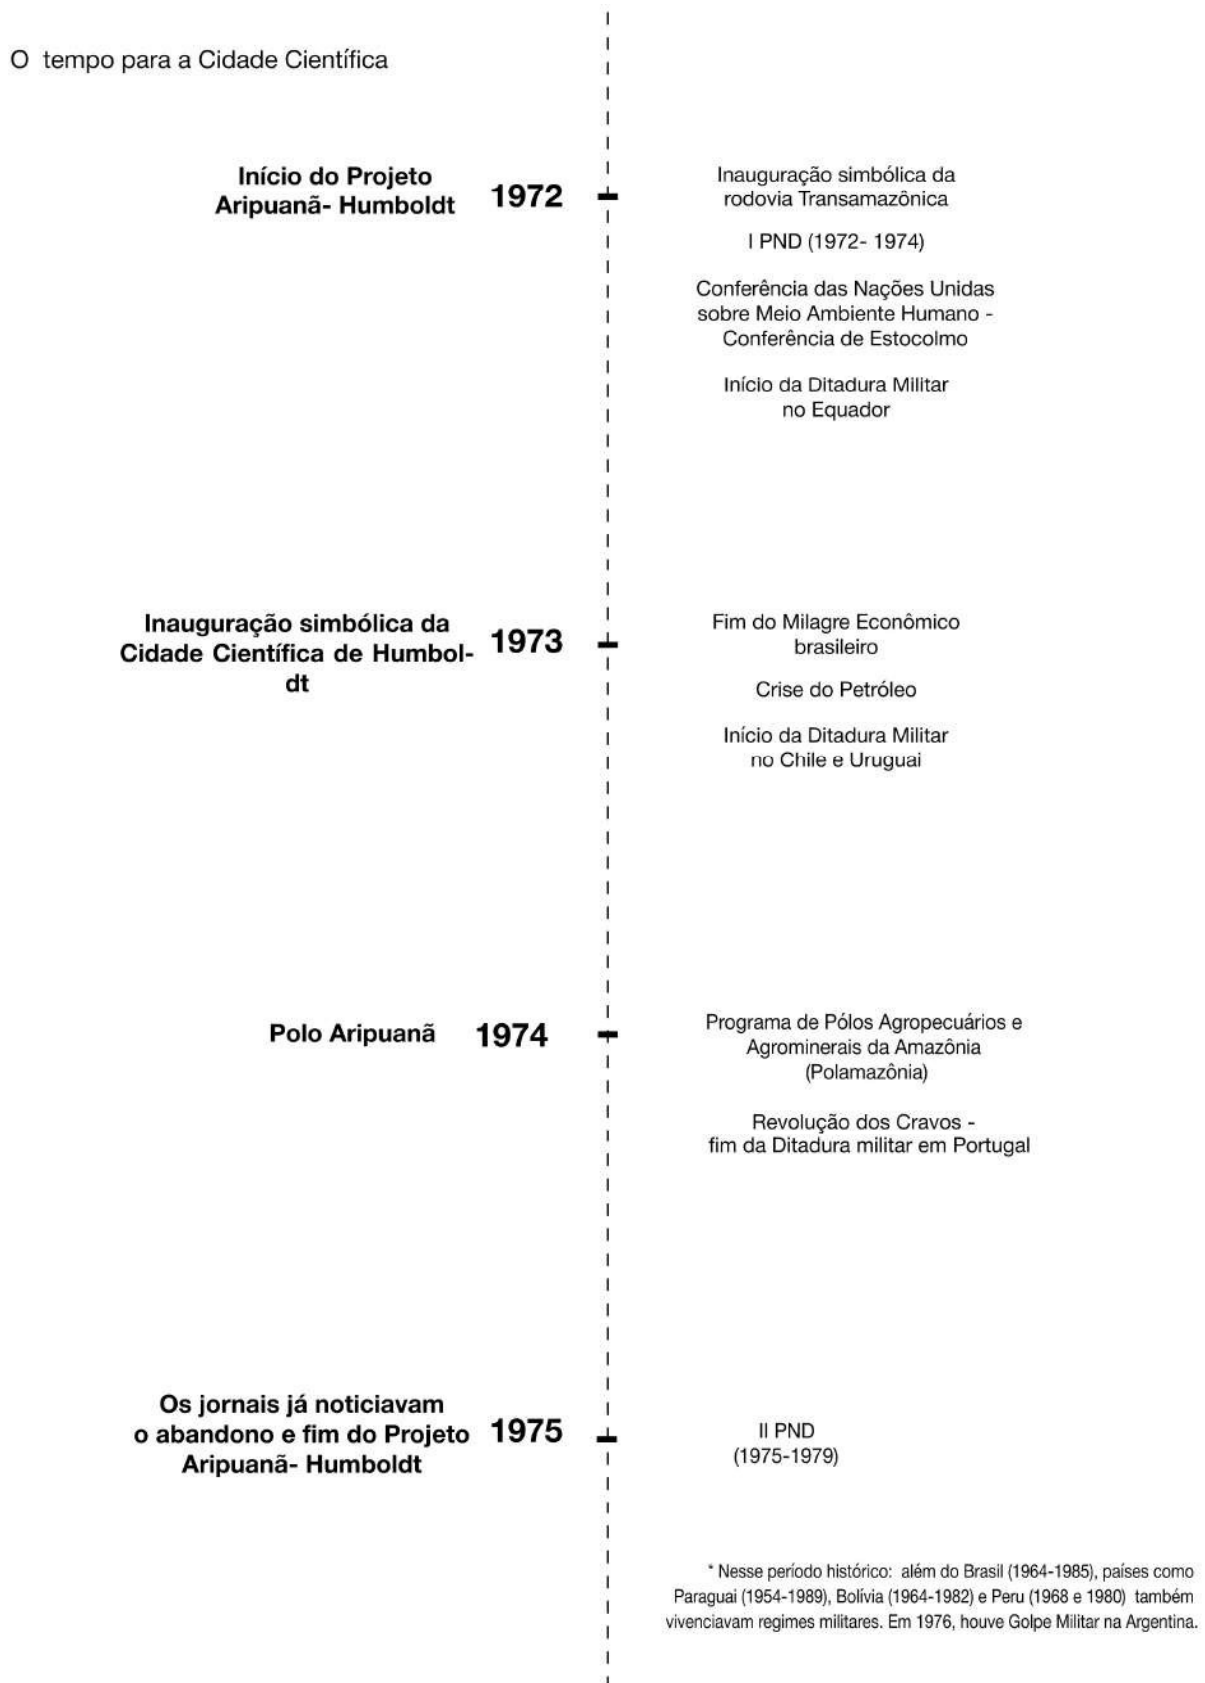 O tempo para a Cidade Científica
Início do Projeto
Aripuanã- Humboldt
1972
Inauguração simbólica da
rodovia Transamazônica
I PND (1972- 1974)
Conferência das Nações Unidas
sobre Meio Ambiente Humano -
Conferência de Estocolmo
Início da Ditadura Militar
no Equador
Inauguração simbólica da
Cidade Científica de Humbol-
dt
1973
Fim do Milagre Econômico
brasileiro
Crise do Petróleo
Início da Ditadura Militar
no Chile e Uruguai
Polo Aripuanã
1974
Programa de Pólos Agropecuários e
Agrominerais da Amazônia
(Polamazônia)
Revolução dos Cravos -
fim da Ditadura militar em Portugal
Os jornais já noticiavam
o abandono e fim do Projeto
Aripuanã- Humboldt
1975
II PND
(1975-1979)
* Nesse período histórico: além do Brasil (1964-1985), países como
Paraguai (1954-1989), Bolívia (1964-1982) e Peru (1968 e 1980) também
vivenciavam regimes militares. Em 1976, houve Golpe Militar na Argentina.